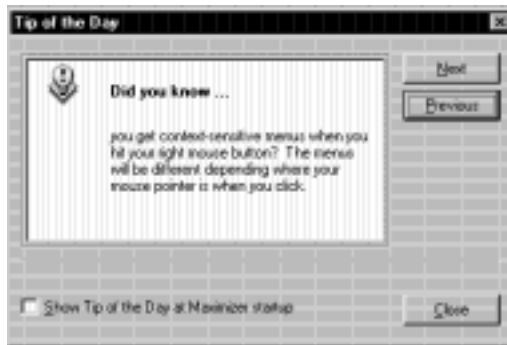 Tip of the Day
Next
Did you know ...
Previous
you get context-sensitive menus when you
hit your right mouse button? The menus
will be different depending where your
mouse pointer is when you click.
Show Tip of the Day at Maximizer startup
Close